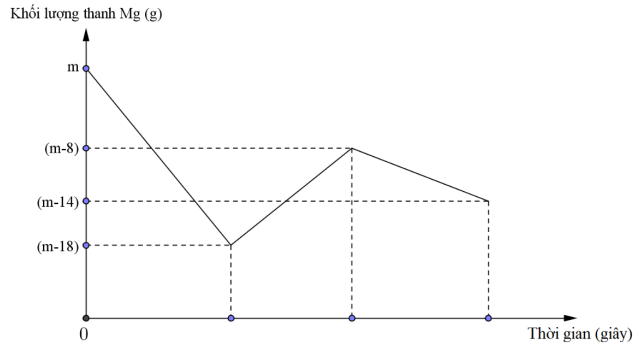 Khối lượng thanh Mg (g)
m
(m-8)
(m-14)
(m-18)
0
Thời gian (giây)